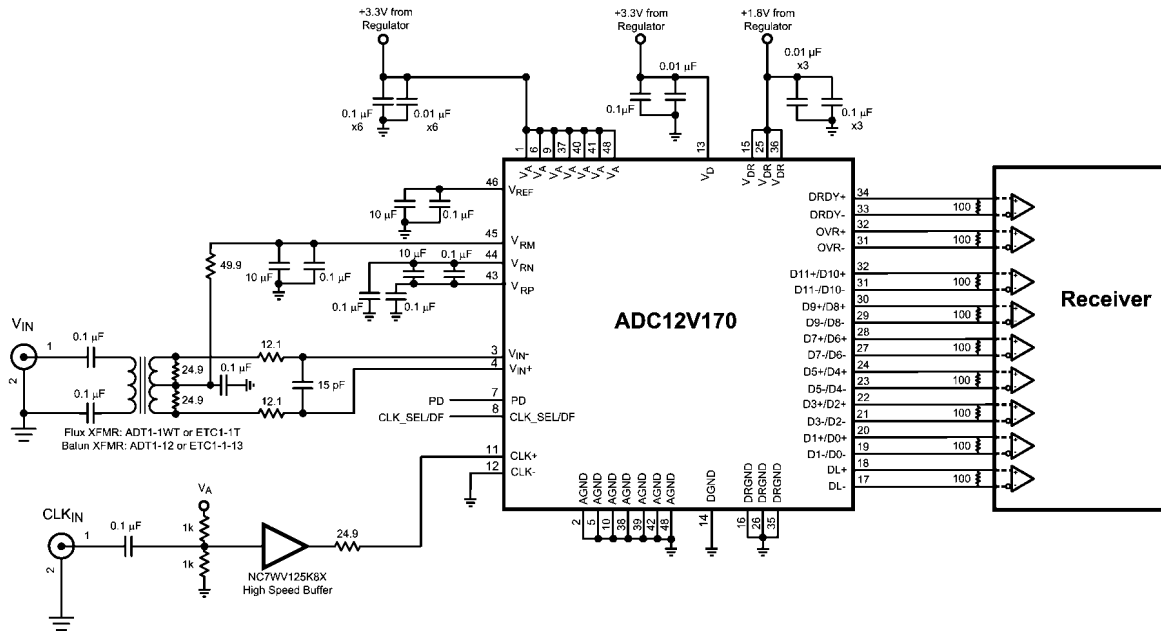 +3.3V from
Regulator
+3.3V from
Regulator
+1.8V from
Regulator
0.1 µF
x6
0.01 µF
x6
0.01 µF
0.1µF
0.01 µF
x3
0.1 µF
x3
1
6
9
37
40
41
48
13
15
25
36
VA
VA
VA
VA
VA
VA
VA
VD
VDR
VDR
VDR
46
VREF
10 µF
0.1 µF
45
VRM
49.9
10 µF
0.1 µF
44
VRN
10 µF
0.1 µF
43
VRP
0.1 µF
0.1 µF
ADC12V170
Receiver
DRDY+
34
DRDY-
33
100
OVR+
32
OVR-
31
100
D11+/D10+
32
D11-/D10-
31
100
D9+/D8+
30
D9-/D8-
29
100
D7+/D6+
28
D7-/D6-
27
100
D5+/D4+
24
D5-/D4-
23
100
D3+/D2+
22
D3-/D2-
21
100
D1+/D0+
20
D1-/D0-
19
100
DL+
18
DL-
17
100
VIN
1
2
0.1 µF
0.1 µF
24.9
24.9
0.1 µF
12.1
12.1
15 pF
3
VIN-
4
VIN+
Flux XFMR: ADT1-1WT or ETC1-1T
Balun XFMR: ADT1-12 or ETC1-1-13
PD
7
PD
CLK_SEL/DF
8
CLK_SEL/DF
11
CLK+
12
CLK-
AGND
AGND
AGND
AGND
AGND
AGND
AGND
DGND
DRGND
DRGND
DRGND
2
5
10
38
39
42
48
14
16
26
35
VA
CLKIN
1
2
0.1 µF
1k
1k
24.9
NC7WV125K8X
High Speed Buffer